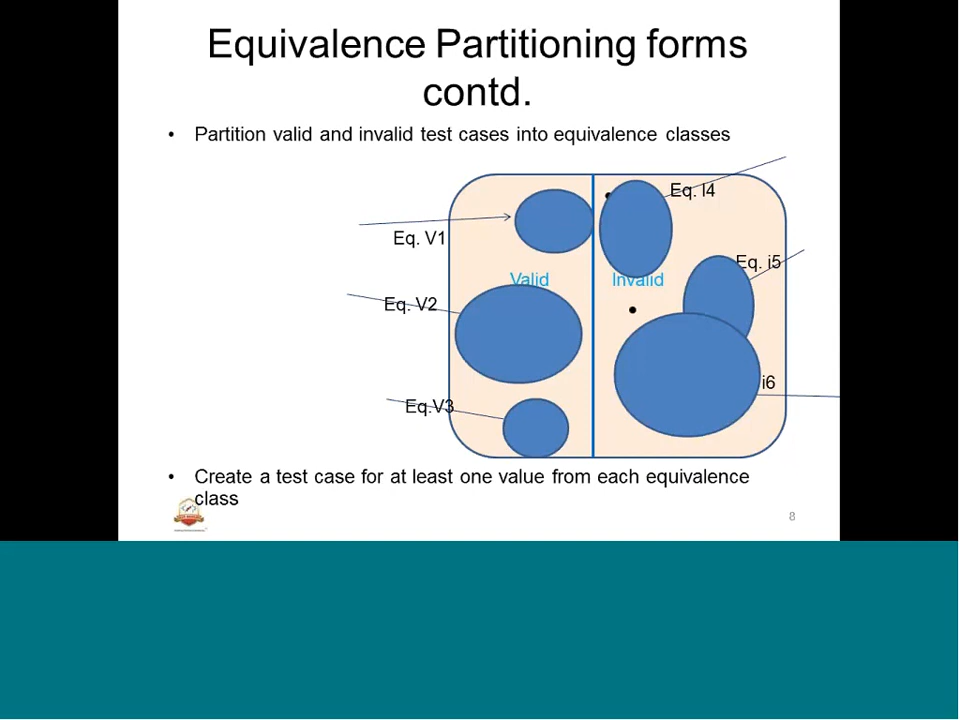 Equivalence Partitioning forms
contd.
• Partition valid and invalid test cases into equivalence classes
Eq. I4
Eq. V1
Eq. i5
Valid
Invalid
Eq. V2
i6
Eq.V3
• Create a test case for at least one value from each equivalence
class
8